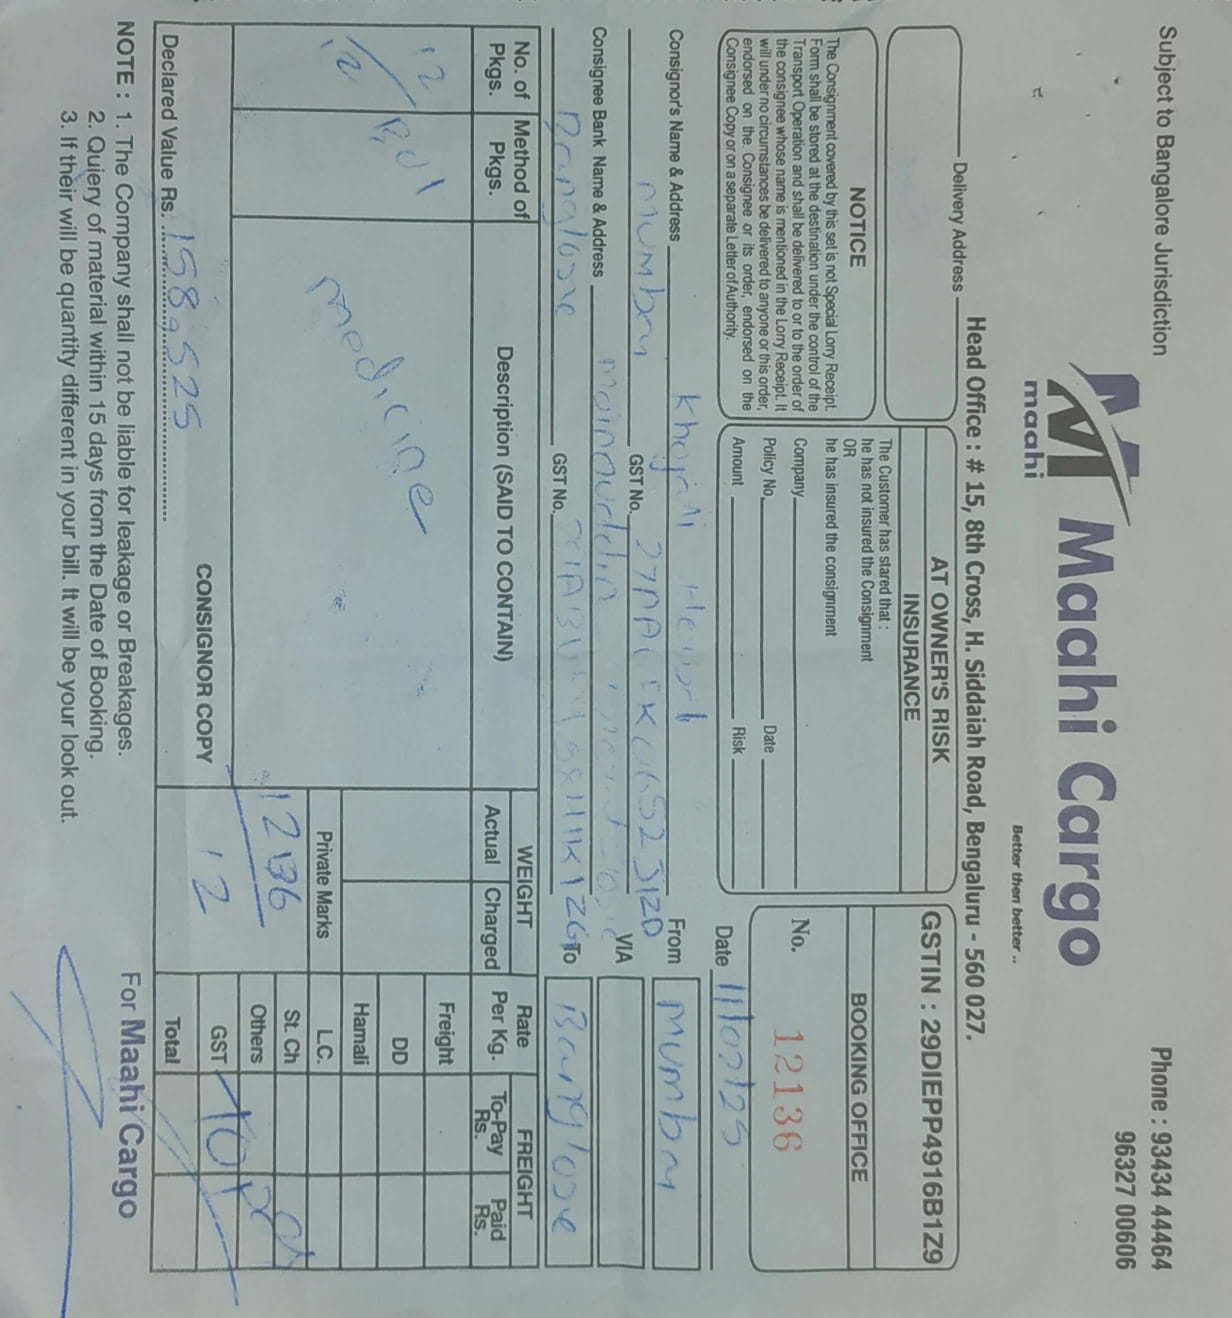 Subject to Bangalore Jurisdiction
Phone : 93434 44464
96327 00606
maahi
Maahi Cargo
Better then better ..
Head Office : # 15, 8th Cross, H. Siddaiah Road, Bengaluru - 560 027.
Delivery Address
AT OWNER'S RISK
INSURANCE
The Customer has stared that :
he has not insured the Consignment
OR
he has insured the consignment
Company
Policy No. Date
Amount Risk
GSTIN : 29DIEPP4916B1Z9
BOOKING OFFICE
No. 12136
Date 11/02/25
NOTICE
The Consignment covered by this set is not Special Lorry Receipt
Form shall be stored at the destination under the control of the
Transport Operation and shall be delivered to or to the order of
the consignee whose name is mentioned in the Lorry Receipt. It
will under no circumstances be delivered to anyone or this order,
endorsed on the Consignee or its order, endorsed on the
Consignee Copy or on a separate Letter of Authority.
Consignor's Name & Address
From mumbay
mumbay GST No. VIA
Consignee Bank Name & Address moinauddin
Banglore GST No. To Banglore
No. of Pkgs. Method of Pkgs. Description (SAID TO CONTAIN) WEIGHT Actual Charged Rate Per Kg. FREIGHT To-Pay Rs. Paid Rs.
12
12
medicine
Freight
DD
Hamali
Private Marks
12136
12
L.C.
St. Ch
Others
GST
Total
CONSIGNOR COPY
Declared Value Rs. 158,525
NOTE : 1. The Company shall not be liable for leakage or Breakages.
2. Quiery of material within 15 days from the Date of Booking.
3. If their will be quantity different in your bill. It will be your look out.
For Maahi Cargo